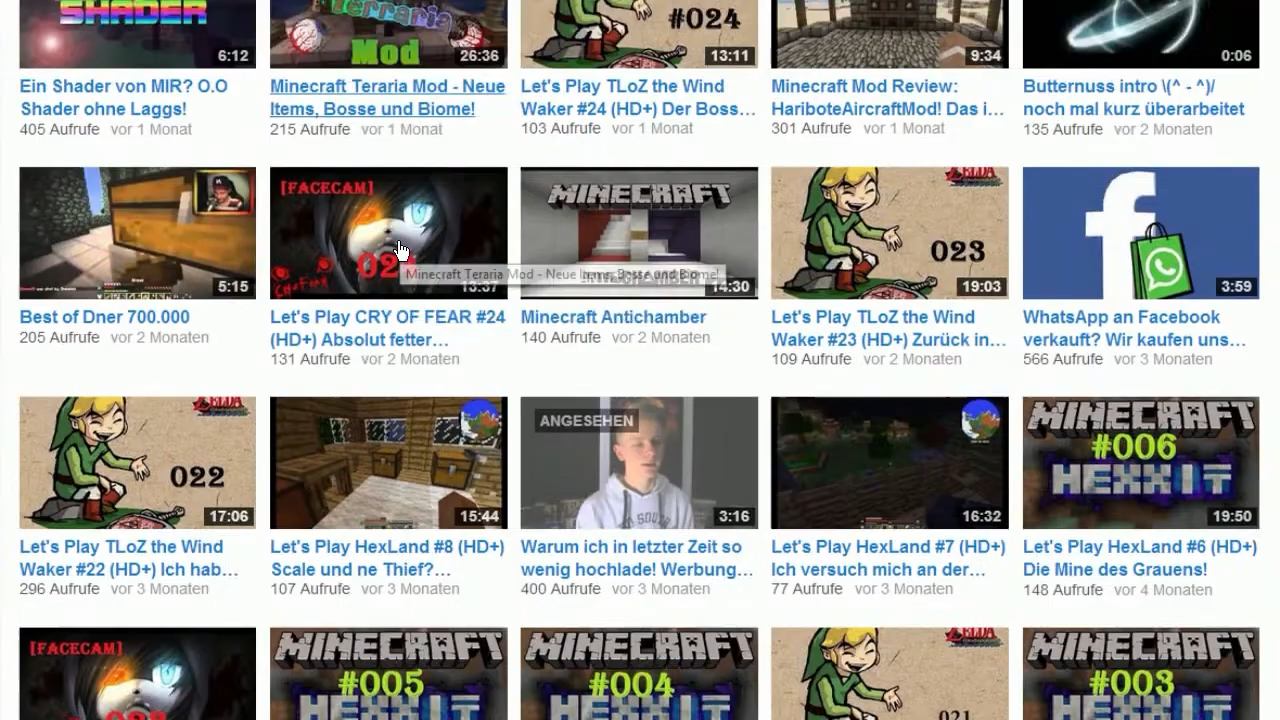 SHADER
6:12
Terraria
Mod
26:36
#024
13:11
9:34
0:06
Ein Shader von MIR? O.O
Shader ohne Laggs!
405 Aufrufe vor 1 Monat
Minecraft Teraria Mod - Neue
Items, Bosse und Biome!
215 Aufrufe vor 1 Monat
Let's Play TLoZ the Wind
Waker #24 (HD+) Der Boss…
103 Aufrufe vor 1 Monat
Minecraft Mod Review:
HariboteAircraftMod! Das i…
301 Aufrufe vor 1 Monat
Butternuss intro \(^ - ^)/
noch mal kurz überarbeitet
135 Aufrufe vor 2 Monaten
5:15
[FACECAM]
CRY OF FEAR
13:37
Minecraft Teraria Mod - Neue Items, Bosse und Biome!
MINECRAFT
14:30
ZELDA
023
19:03
3:59
Best of Dner 700.000
205 Aufrufe vor 2 Monaten
Let's Play CRY OF FEAR #24
(HD+) Absolut fetter…
131 Aufrufe vor 2 Monaten
Minecraft Antichamber
140 Aufrufe vor 2 Monaten
Let's Play TLoZ the Wind
Waker #23 (HD+) Zurück in…
109 Aufrufe vor 2 Monaten
WhatsApp an Facebook
verkauft? Wir kaufen uns…
566 Aufrufe vor 3 Monaten
ZELDA
022
17:06
15:44
ANGESEHEN
3:16
16:32
MINECRAFT
#006
HEXXIT
19:50
Let's Play TLoZ the Wind
Waker #22 (HD+) Ich hab…
296 Aufrufe vor 3 Monaten
Let's Play HexLand #8 (HD+)
Scale und ne Thief?…
107 Aufrufe vor 3 Monaten
Warum ich in letzter Zeit so
wenig hochlade! Werbung…
400 Aufrufe vor 3 Monaten
Let's Play HexLand #7 (HD+)
Ich versuch mich an der…
77 Aufrufe vor 3 Monaten
Let's Play HexLand #6 (HD+)
Die Mine des Grauens!
148 Aufrufe vor 4 Monaten
[FACECAM]
MINECRAFT
#005
HEXXIT
MINECRAFT
#004
HEXXIT
ZELDA
021
MINECRAFT
#003
HEXXIT